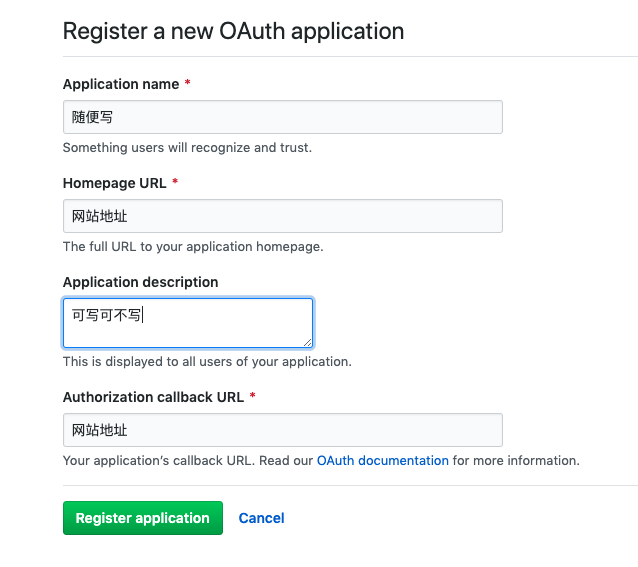 Register a new OAuth application
Application name *
随便写
Something users will recognize and trust.
Homepage URL *
网站地址
The full URL to your application homepage.
Application description
可写可不写
This is displayed to all users of your application.
Authorization callback URL *
网站地址
Your application’s callback URL. Read our OAuth documentation for more information.
Register application Cancel